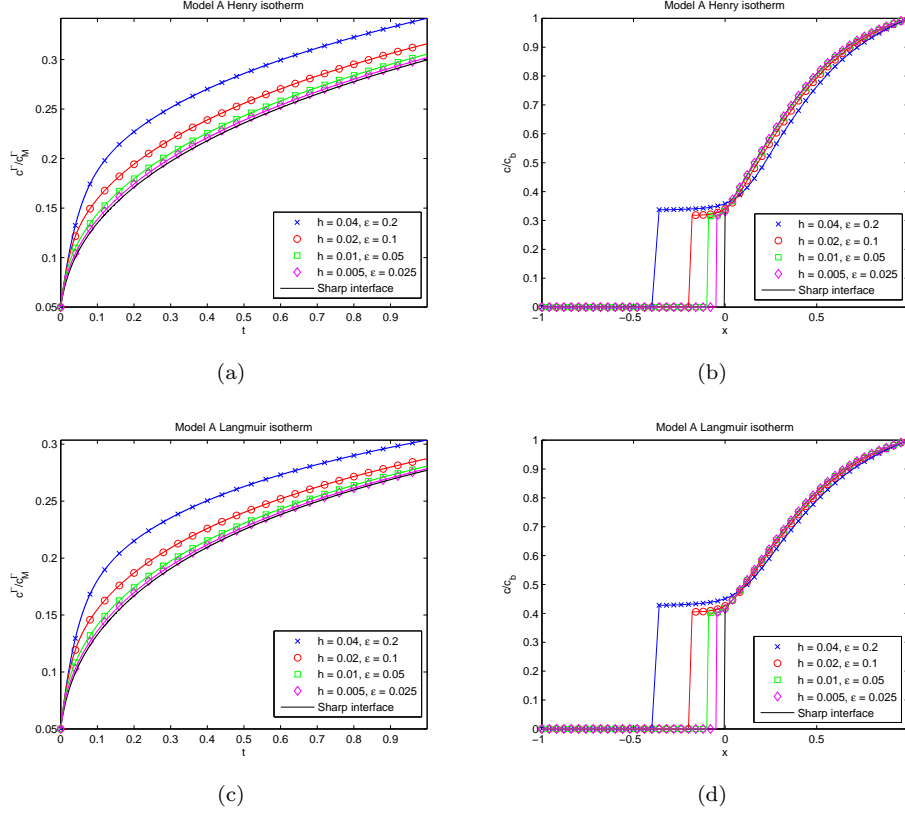 Model A Henry isotherm
c^Γ/c_M^Γ
0.3
0.25
0.2
0.15
0.1
0.05
h = 0.04, ε = 0.2
h = 0.02, ε = 0.1
h = 0.01, ε = 0.05
h = 0.005, ε = 0.025
Sharp interface
0 0.1 0.2 0.3 0.4 0.5 0.6 0.7 0.8 0.9
t
(a)
Model A Henry isotherm
c/c_b
1
0.9
0.8
0.7
0.6
0.5
0.4
0.3
0.2
0.1
0
h = 0.04, ε = 0.2
h = 0.02, ε = 0.1
h = 0.01, ε = 0.05
h = 0.005, ε = 0.025
Sharp interface
−1 −0.5 0 0.5
x
(b)
Model A Langmuir isotherm
c^Γ/c_M^Γ
0.3
0.25
0.2
0.15
0.1
0.05
h = 0.04, ε = 0.2
h = 0.02, ε = 0.1
h = 0.01, ε = 0.05
h = 0.005, ε = 0.025
Sharp interface
0 0.1 0.2 0.3 0.4 0.5 0.6 0.7 0.8 0.9
t
(c)
Model A Langmuir isotherm
c/c_b
1
0.9
0.8
0.7
0.6
0.5
0.4
0.3
0.2
0.1
0
h = 0.04, ε = 0.2
h = 0.02, ε = 0.1
h = 0.01, ε = 0.05
h = 0.005, ε = 0.025
Sharp interface
−1 −0.5 0 0.5
x
(d)